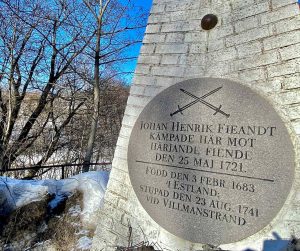 JOHAN HENRIK FIEANDT
KÄMPADE HÄR MOT
HÄRJANDE FIENDE
DEN 25 MAJ 1721.
FÖDD DEN 3 FEBR. 1683
I ESTLAND.
STUPAD DEN 23 AUG. 1741
VID VILLMANSTRAND